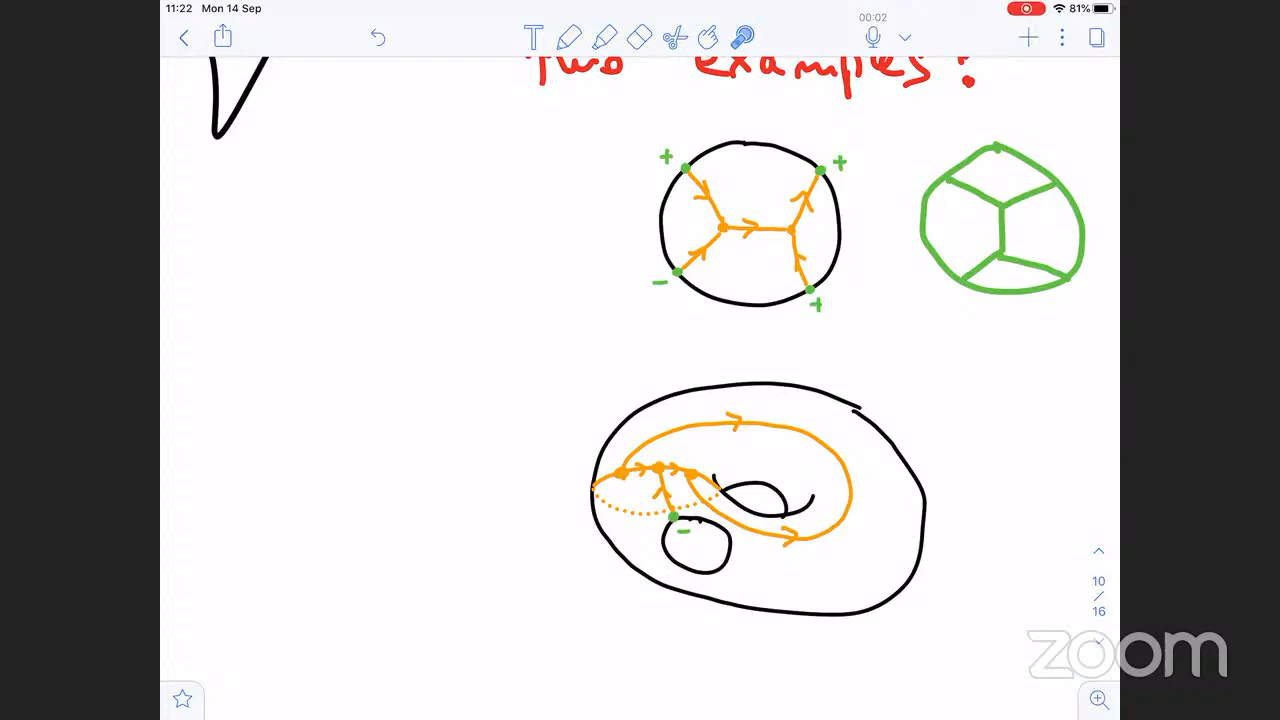 11:22 Mon 14 Sep
81%
00:02
T
Two examples:
+
+
-
+
-
10
/
16
zoom